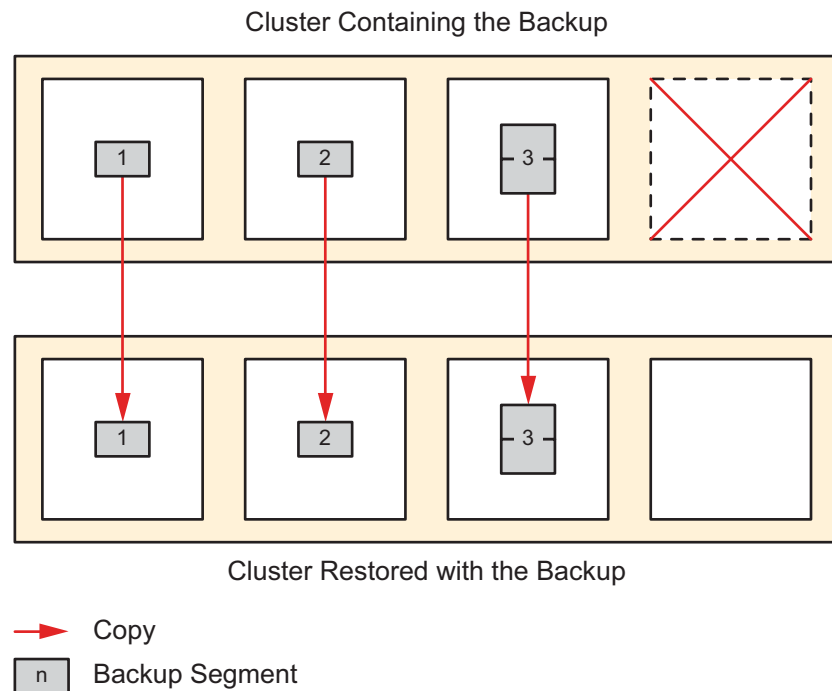 Cluster Containing the Backup
1
2
3
1
2
3
Cluster Restored with the Backup
Copy
n
Backup Segment